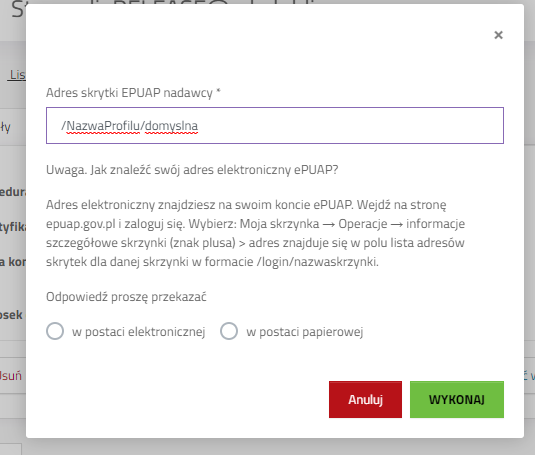 ×
Lis
Adres skrytki EPUAP nadawcy *
/NazwaProfilu/domyslna
Uwaga. Jak znaleźć swój adres elektroniczny ePUAP?
Adres elektroniczny znajdziesz na swoim koncie ePUAP. Wejdź na stronę
epuap.gov.pl i zaloguj się. Wybierz: Moja skrzynka → Operacje → informacje
szczegółowe skrzynki (znak plusa) > adres znajduje się w polu lista adresów
skrytek dla danej skrzynki w formacie /login/nazwaskrzynki.
Odpowiedź proszę przekazać
w postaci elektronicznej w postaci papierowej
Anuluj WYKONAJ